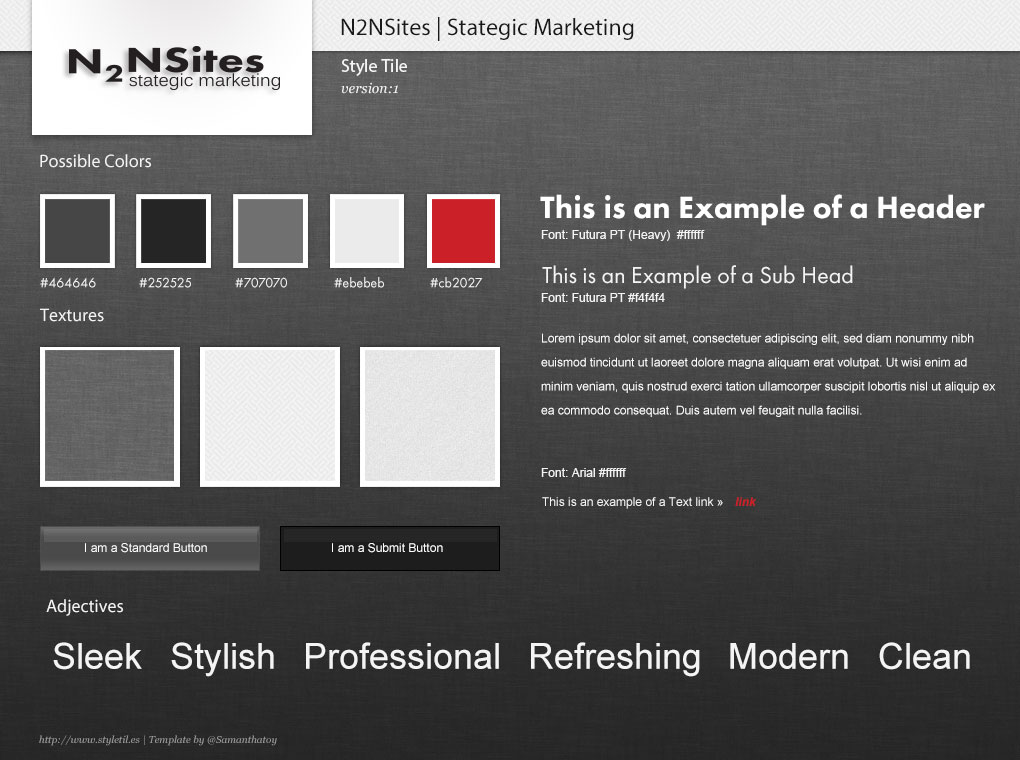 N2NSites
stategic marketing
N2NSites | Stategic Marketing
Style Tile
version:1
Possible Colors
#464646 #252525 #707070 #ebebeb #cb2027
Textures
I am a Standard Button
I am a Submit Button
This is an Example of a Header
Font: Futura PT (Heavy) #ffffff
This is an Example of a Sub Head
Font: Futura PT #f4f4f4
Lorem ipsum dolor sit amet, consectetuer adipiscing elit, sed diam nonummy nibh
euismod tincidunt ut laoreet dolore magna aliquam erat volutpat. Ut wisi enim ad
minim veniam, quis nostrud exerci tation ullamcorper suscipit lobortis nisl ut aliquip ex
ea commodo consequat. Duis autem vel feugait nulla facilisi.
Font: Arial #ffffff
This is an example of a Text link » link
Adjectives
Sleek Stylish Professional Refreshing Modern Clean
http://www.styletil.es | Template by @Samanthatoy